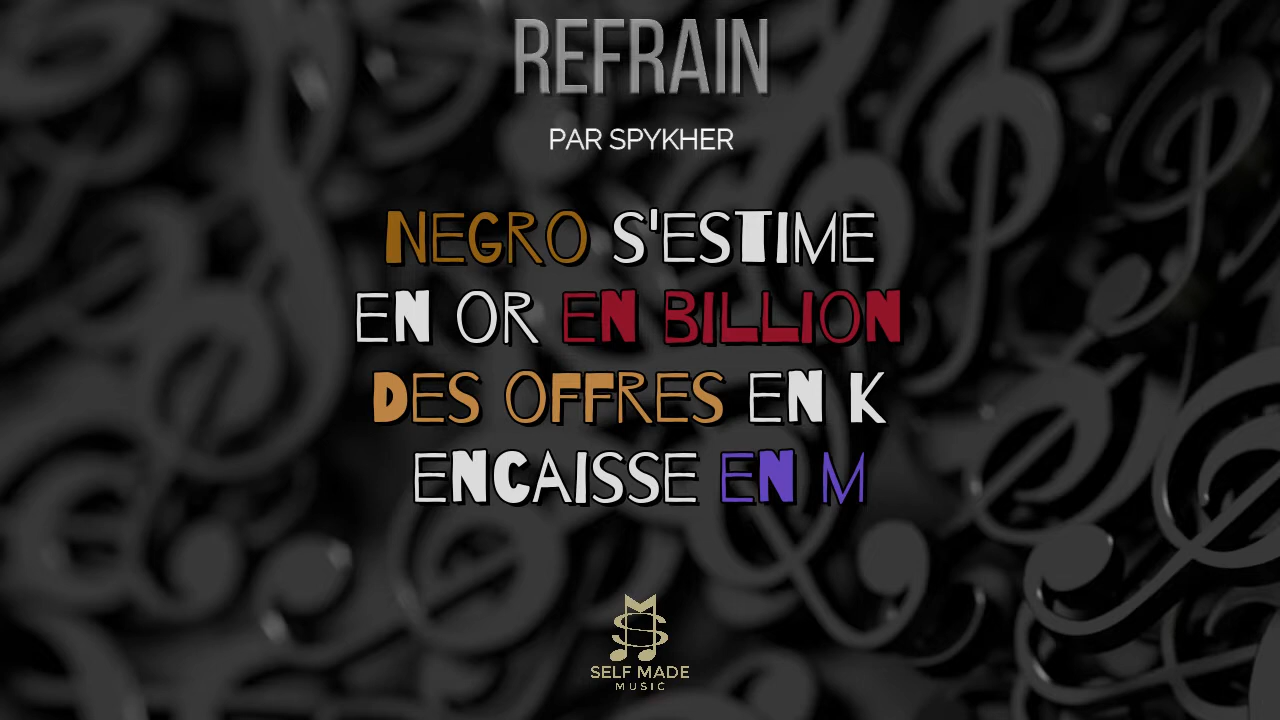 REFRAIN
PAR SPYKHER
NEGRO S'ESTIME
EN OR EN BILLION
DES OFFRES EN K
ENCAISSE EN M
SELF MADE
MUSIC